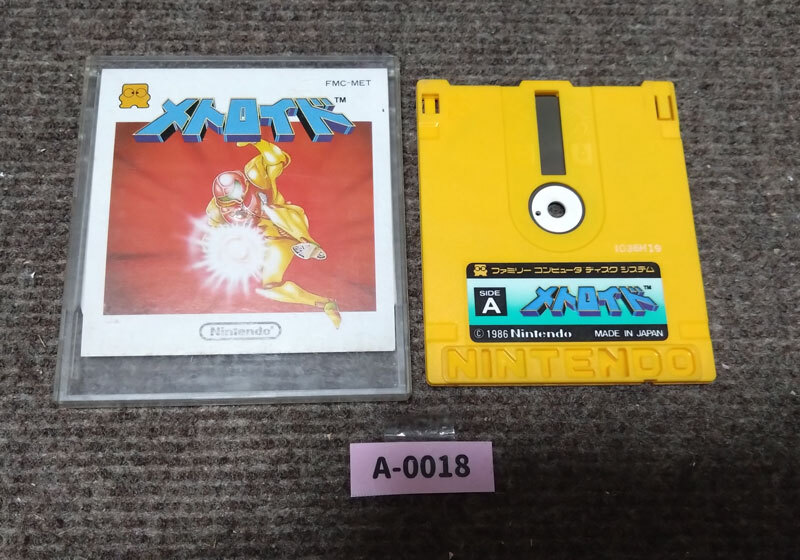 FMC-MET
メトロイド™
Nintendo®
ファミリー コンピュータ ディスク システム
SIDE
A
メトロイド™
© 1986 Nintendo MADE IN JAPAN
NINTENDO
A-0018